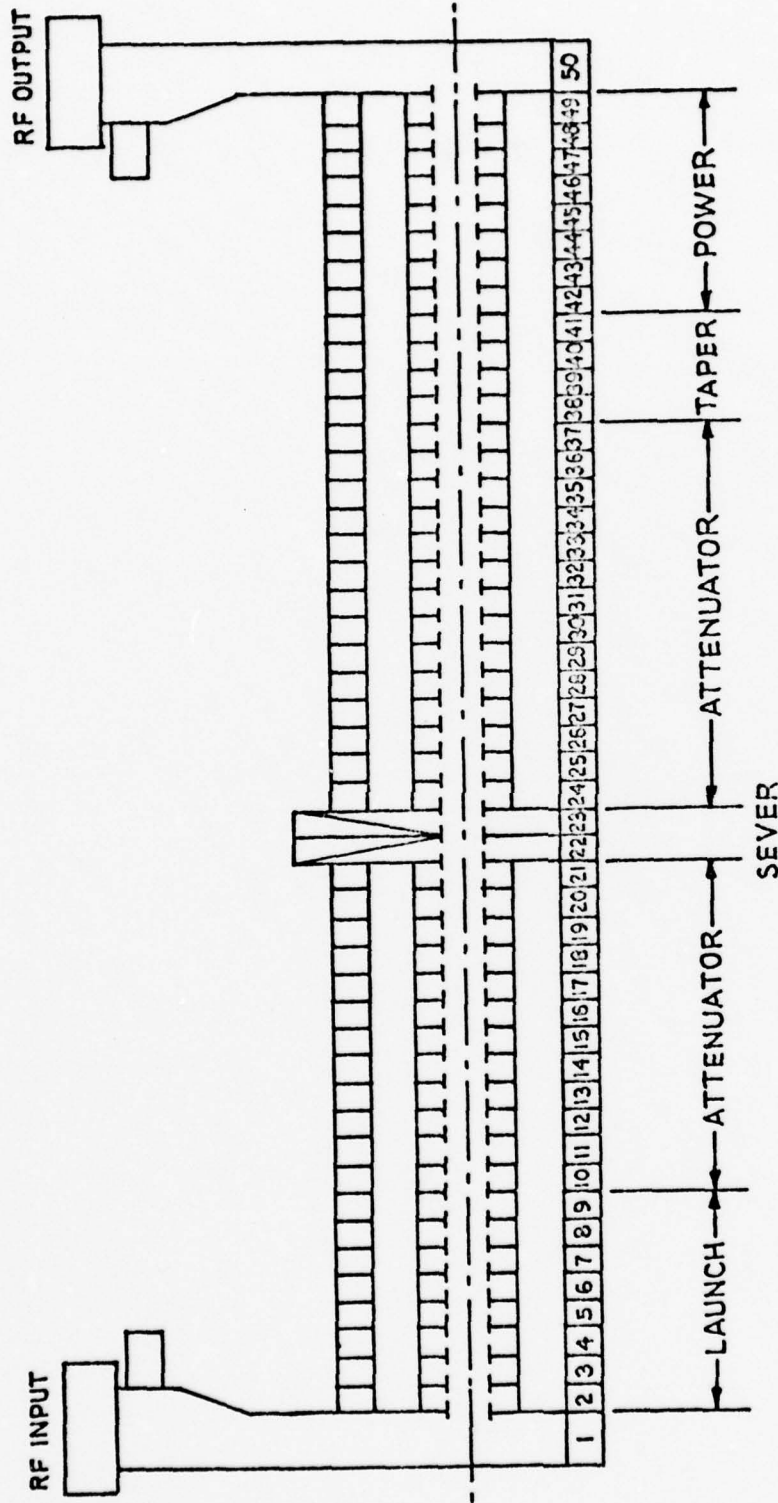 RF INPUT
RF OUTPUT
1 2 3 4 5 6 7 8 9 10 11 12 13 14 15 16 17 18 19 20 21 22 23 24 25 26 27 28 29 30 31 32 33 34 35 36 37 38 39 40 41 42 43 44 45 46 47 48 49 50
LAUNCH ATTENUATOR ATTENUATOR TAPER POWER
SEVER